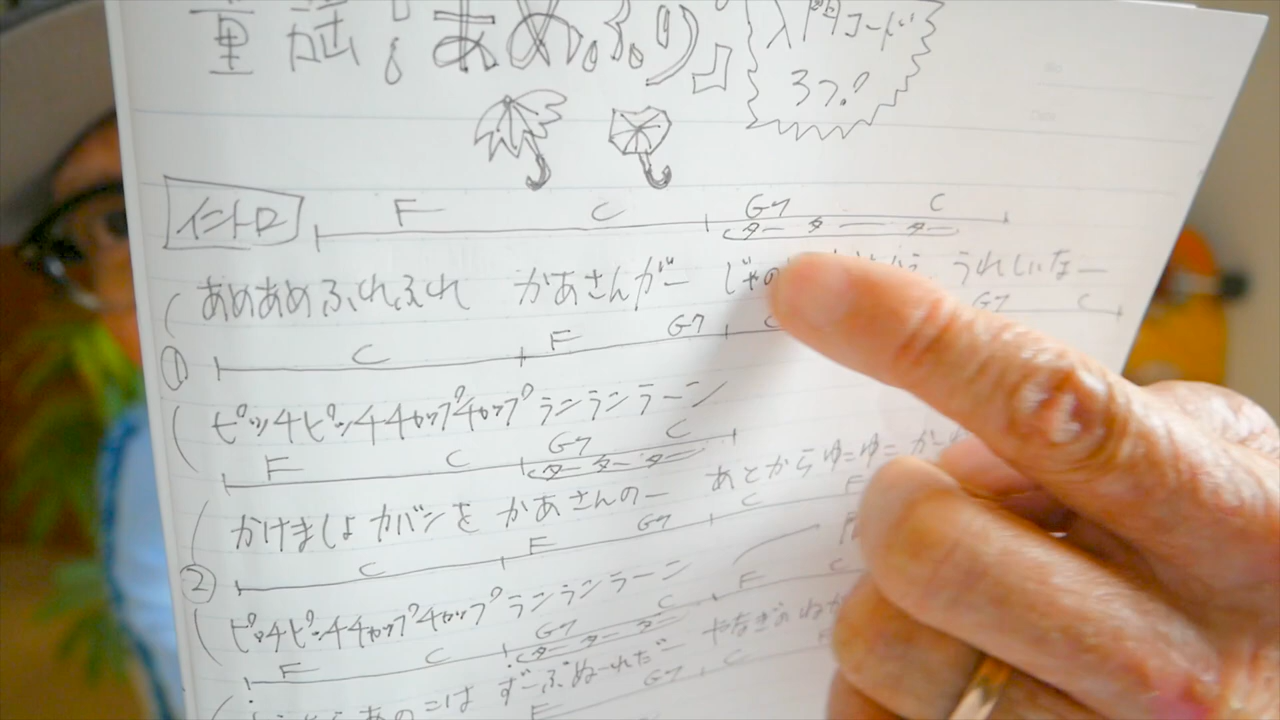 童謡:『あめふり』
入門コード
3つ!
イントロ F C G7 C
ター ター ター
あめあめふれふれ かあさんがー じゃの うれしいなー
① C F G7 C G7 C
ピッチピッチチャップチャップランランラーン
F C G7 C
ター ター ター
かけましょカバンを かあさんのー あとからゆこゆこ
② C F G7 C F
ピッチピッチチャップチャップランランラーン
F C G7 C F C
ター ター ター
あのこは ずーぶぬーれだー やなぎのねか
F G7 C